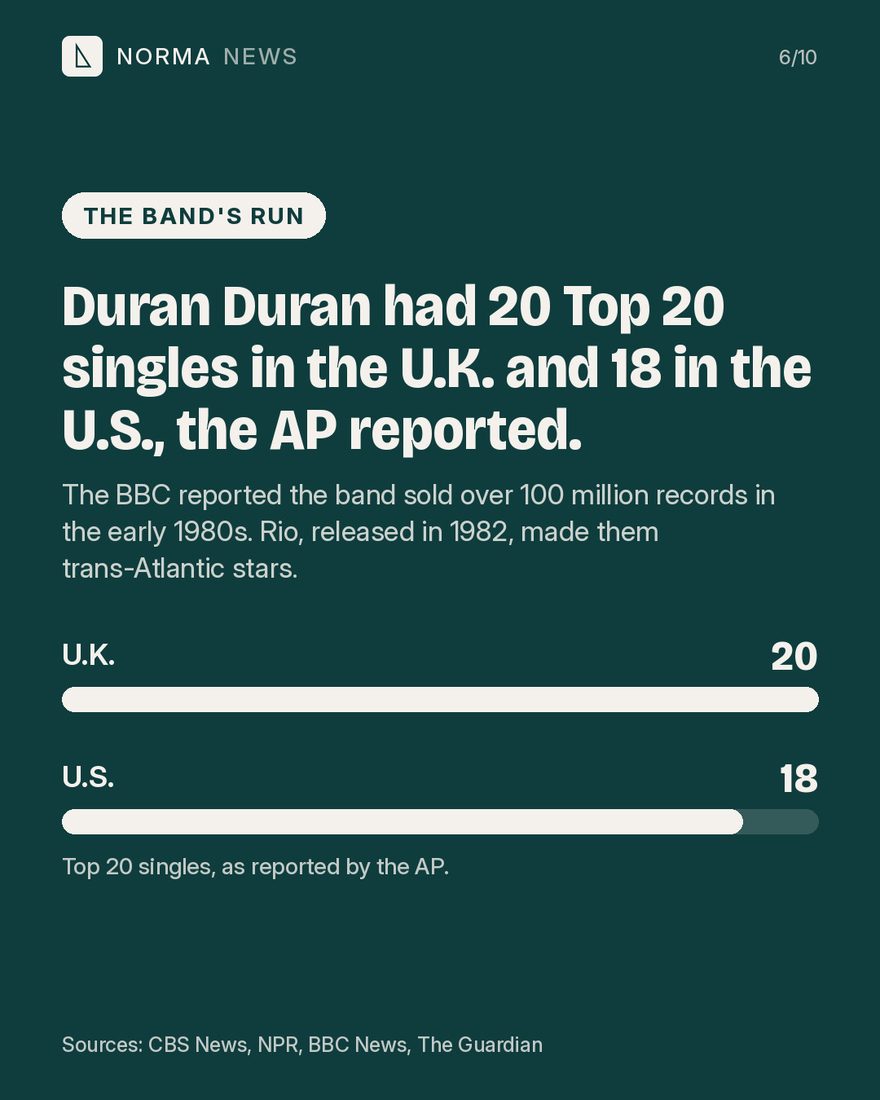 NORMA NEWS
6/10
THE BAND'S RUN
Duran Duran had 20 Top 20
singles in the U.K. and 18 in the
U.S., the AP reported.
The BBC reported the band sold over 100 million records in
the early 1980s. Rio, released in 1982, made them
trans-Atlantic stars.
U.K.
20
U.S.
18
Top 20 singles, as reported by the AP.
Sources: CBS News, NPR, BBC News, The Guardian